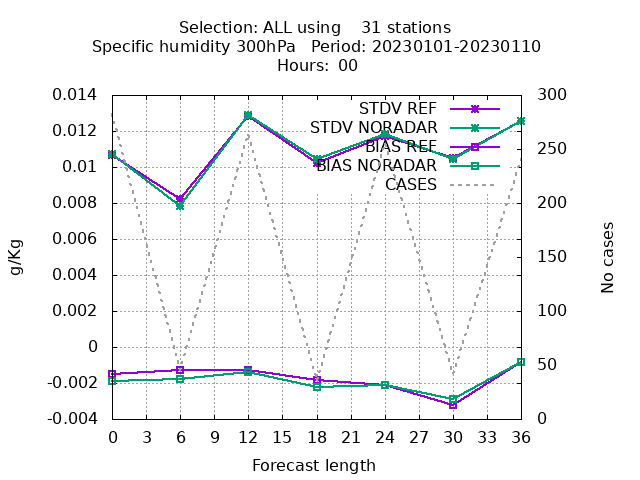 Selection: ALL using    31 stations
Specific humidity 300hPa   Period: 20230101-20230110
Hours: 00
STDV REF
STDV NORADAR
BIAS REF
BIAS NORADAR
CASES
0.014
0.012
0.01
0.008
0.006
0.004
0.002
0
-0.002
-0.004
g/Kg
300
250
200
150
100
50
0
No cases
0 3 6 9 12 15 18 21 24 27 30 33 36
Forecast length